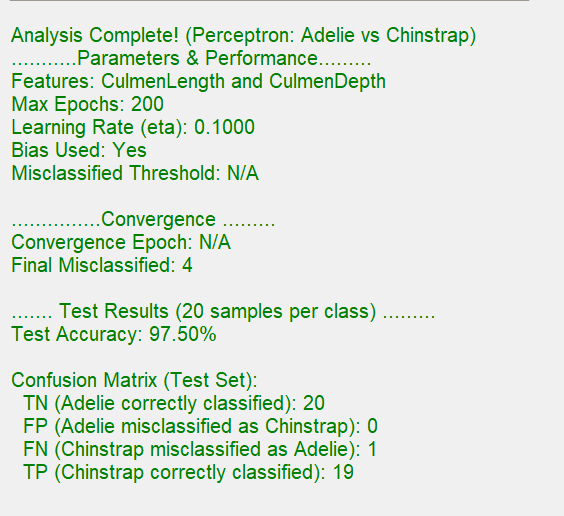 Analysis Complete! (Perceptron: Adelie vs Chinstrap)
...........Parameters & Performance.........
Features: CulmenLength and CulmenDepth
Max Epochs: 200
Learning Rate (eta): 0.1000
Bias Used: Yes
Misclassified Threshold: N/A
...............Convergence .........
Convergence Epoch: N/A
Final Misclassified: 4
....... Test Results (20 samples per class) .........
Test Accuracy: 97.50%
Confusion Matrix (Test Set):
TN (Adelie correctly classified): 20
FP (Adelie misclassified as Chinstrap): 0
FN (Chinstrap misclassified as Adelie): 1
TP (Chinstrap correctly classified): 19